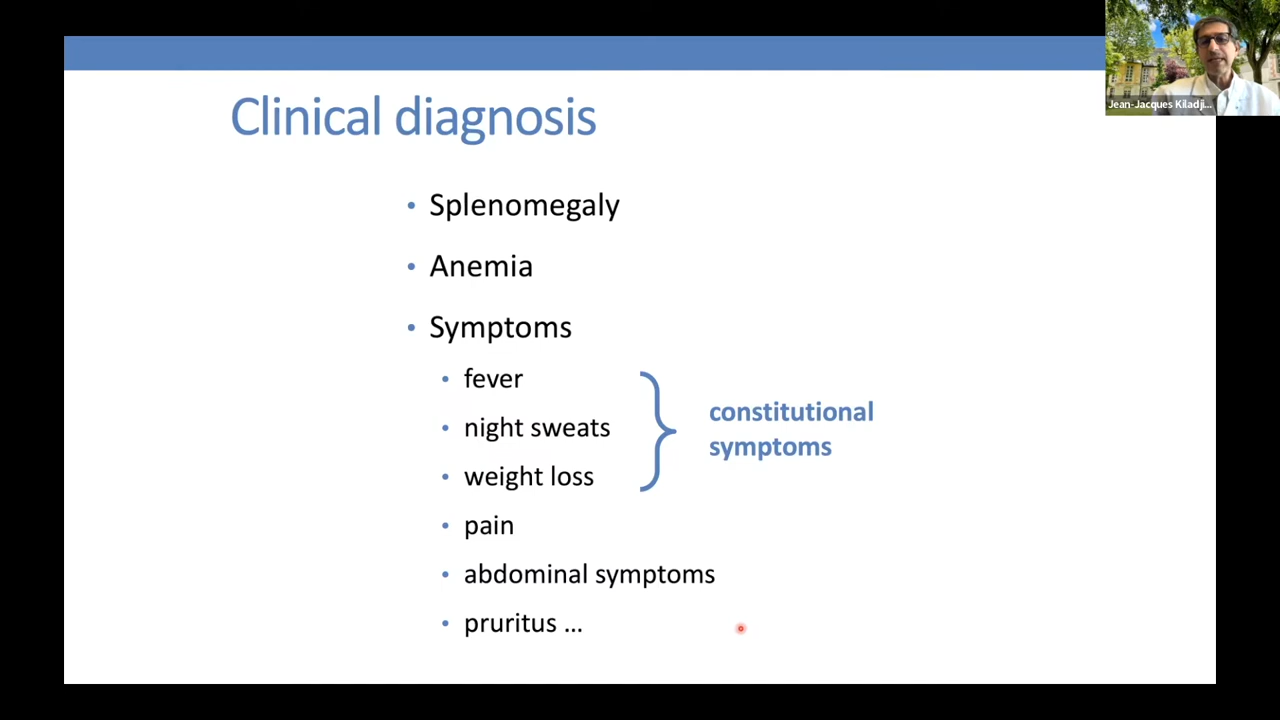 Jean-Jacques Kiladji...
Clinical diagnosis
• Splenomegaly
• Anemia
• Symptoms
• fever
• night sweats
• weight loss
constitutional
symptoms
• pain
• abdominal symptoms
• pruritus ...